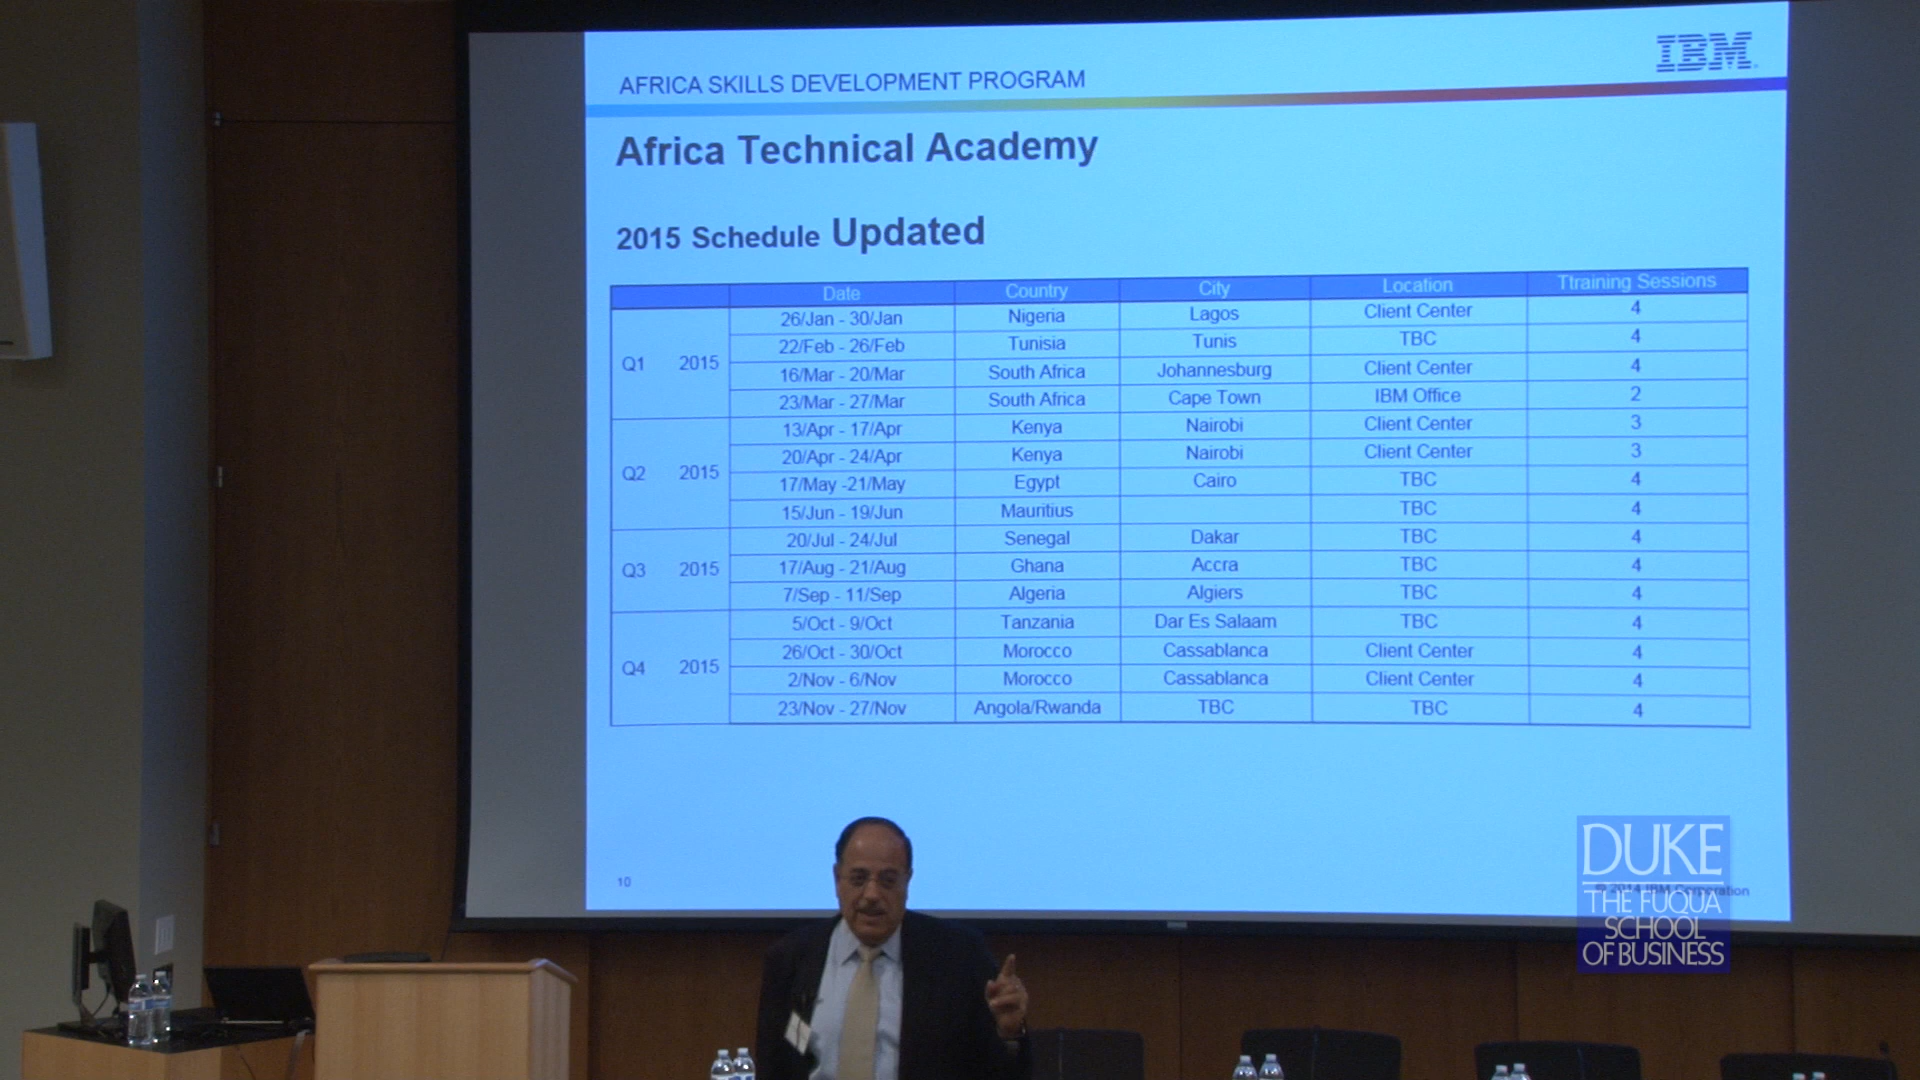 IBM
AFRICA SKILLS DEVELOPMENT PROGRAM
Africa Technical Academy
2015 Schedule Updated
Date Country City Location Ttraining Sessions
Q1 2015
26/Jan - 30/Jan Nigeria Lagos Client Center 4
22/Feb - 26/Feb Tunisia Tunis TBC 4
16/Mar - 20/Mar South Africa Johannesburg Client Center 4
23/Mar - 27/Mar South Africa Cape Town IBM Office 2
Q2 2015
13/Apr - 17/Apr Kenya Nairobi Client Center 3
20/Apr - 24/Apr Kenya Nairobi Client Center 3
17/May -21/May Egypt Cairo TBC 4
15/Jun - 19/Jun Mauritius TBC 4
Q3 2015
20/Jul - 24/Jul Senegal Dakar TBC 4
17/Aug - 21/Aug Ghana Accra TBC 4
7/Sep - 11/Sep Algeria Algiers TBC 4
Q4 2015
5/Oct - 9/Oct Tanzania Dar Es Salaam TBC 4
26/Oct - 30/Oct Morocco Cassablanca Client Center 4
2/Nov - 6/Nov Morocco Cassablanca Client Center 4
23/Nov - 27/Nov Angola/Rwanda TBC TBC 4
10
© 2014 IBM Corporation
DUKE
THE FUQUA
SCHOOL
OF BUSINESS